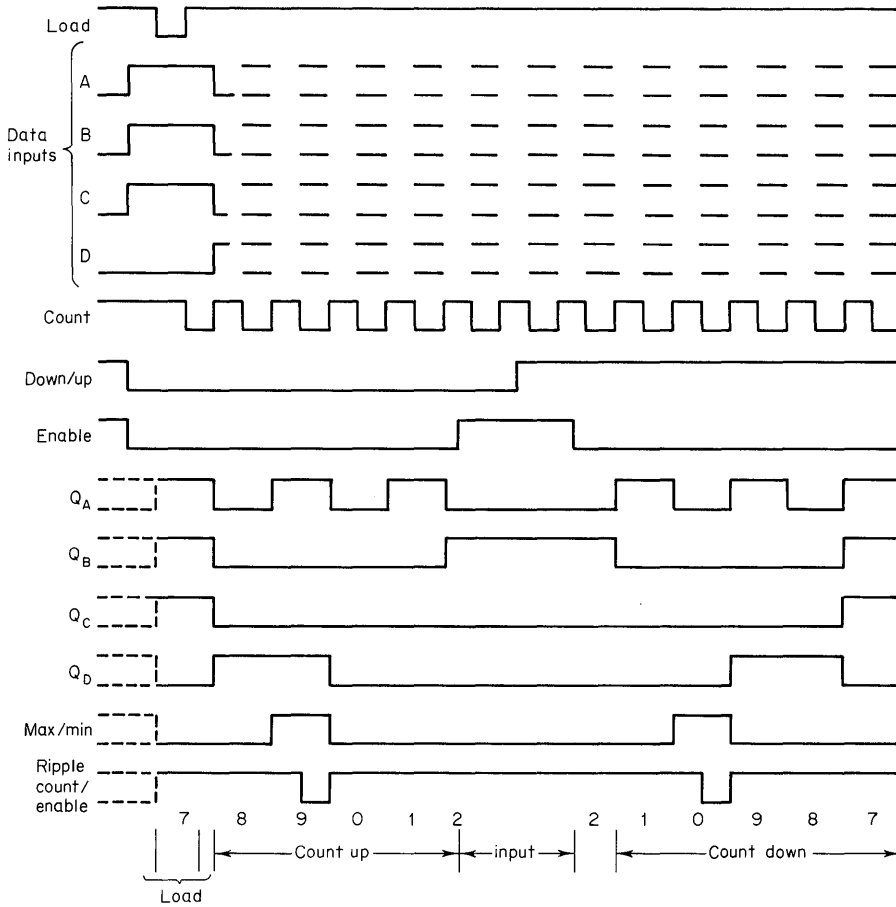 Load
A
B
Data
inputs
C
D
Count
Down/up
Enable
QA
QB
QC
QD
Max/min
Ripple
count/
enable
7 8 9 0 1 2 2 1 0 9 8 7
Count up input Count down
Load